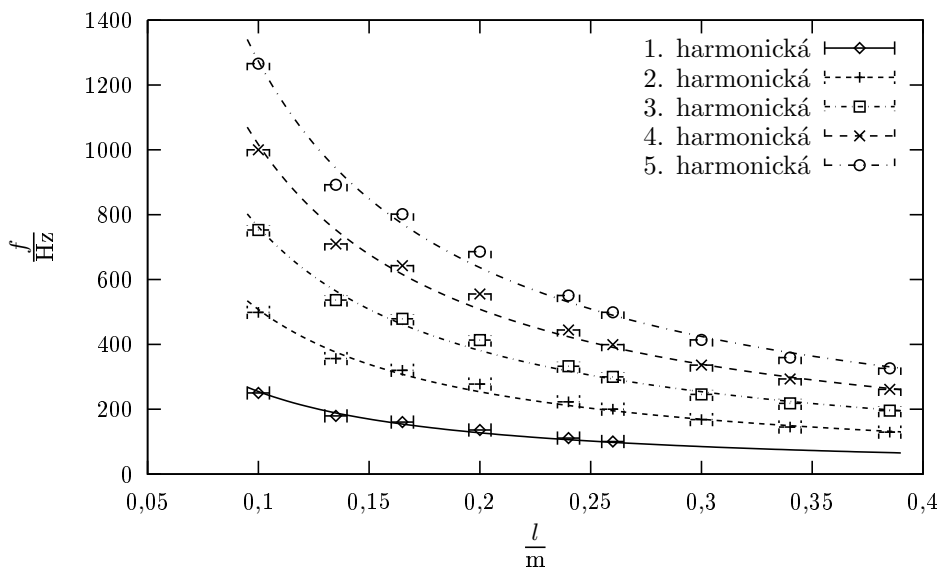 1400
1200
1000
800
600
400
200
0
f
Hz
1. harmonická
2. harmonická
3. harmonická
4. harmonická
5. harmonická
0,05 0,1 0,15 0,2 0,25 0,3 0,35 0,4
l
m